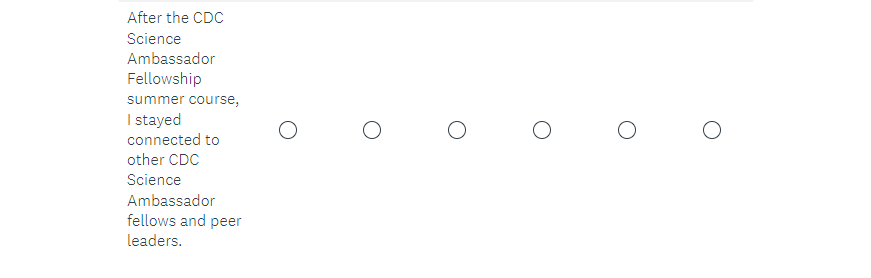 After the CDC
Science
Ambassador
Fellowship
summer course,
I stayed
connected to
other CDC
Science
Ambassador
fellows and peer
leaders.